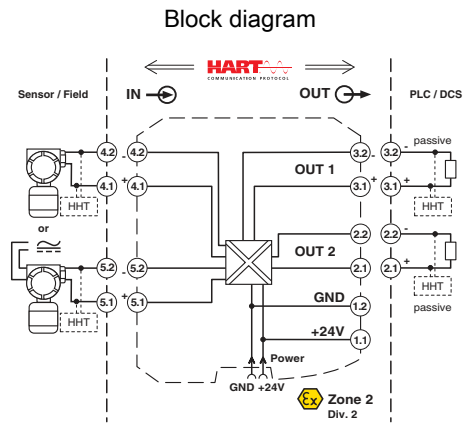 Block diagram
HART
COMMUNICATION PROTOCOL
Sensor / Field
IN
OUT
PLC / DCS
4.2 - 4.2
3.2 - 3.2 -
passive
OUT 1
4.1 + 4.1
3.1 + 3.1 +
HHT
HHT
or
2.2 2.2 -
OUT 2
5.2 - 5.2
2.1 2.1 +
HHT
5.1 + 5.1
GND
1.2
passive
HHT
+24V
1.1
Power
GND +24V
Ex
Zone 2
Div. 2